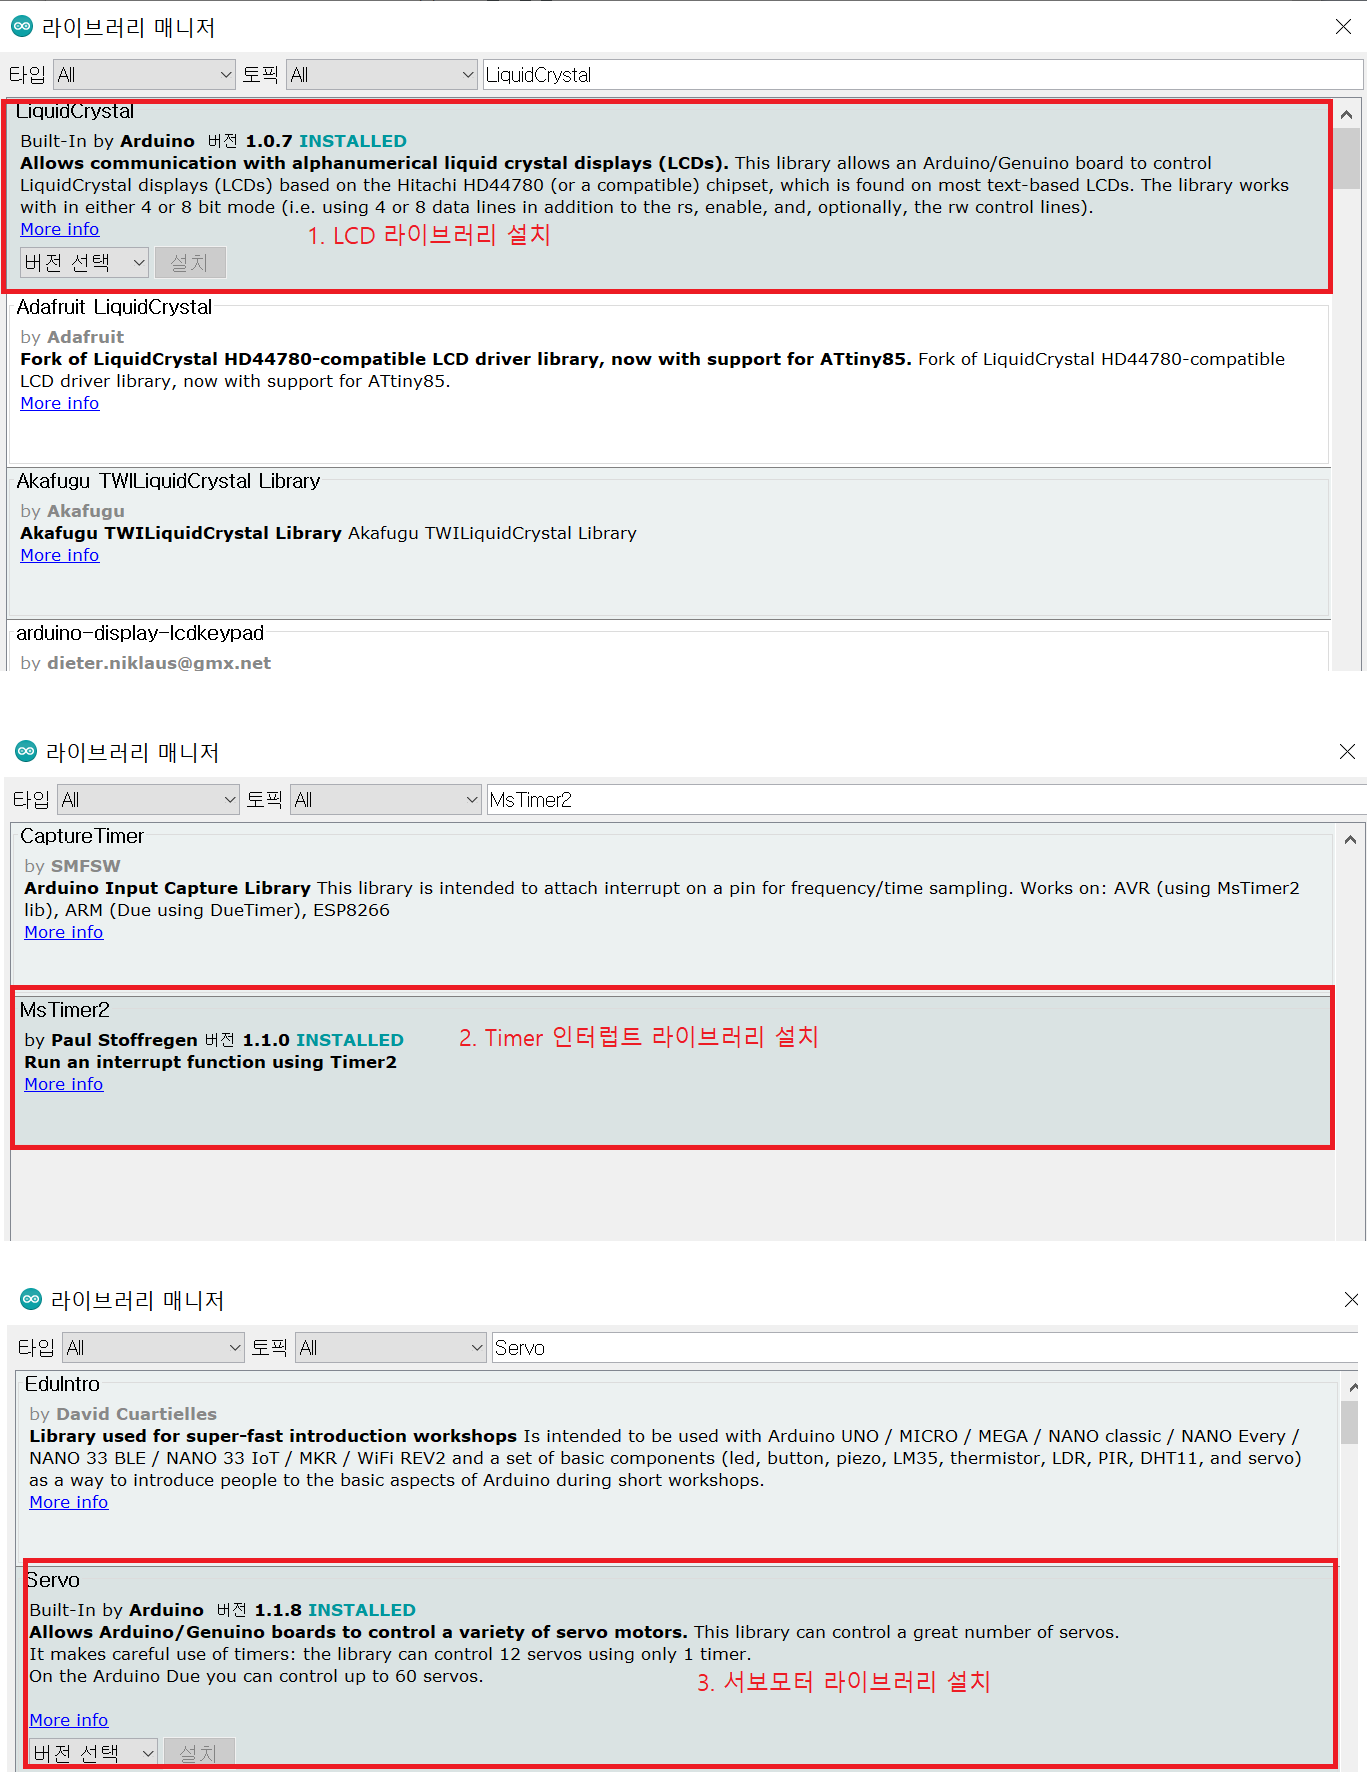 라이브러리 매니저
타입 All 토픽 All LiquidCrystal
LiquidCrystal
Built-In by Arduino 버전 1.0.7 INSTALLED
Allows communication with alphanumerical liquid crystal displays (LCDs). This library allows an Arduino/Genuino board to control
LiquidCrystal displays (LCDs) based on the Hitachi HD44780 (or a compatible) chipset, which is found on most text-based LCDs. The library works
with in either 4 or 8 bit mode (i.e. using 4 or 8 data lines in addition to the rs, enable, and, optionally, the rw control lines).
More info
1. LCD 라이브러리 설치
버전 선택 설치
Adafruit LiquidCrystal
by Adafruit
Fork of LiquidCrystal HD44780-compatible LCD driver library, now with support for ATtiny85. Fork of LiquidCrystal HD44780-compatible
LCD driver library, now with support for ATtiny85.
More info
Akafugu TWILiquidCrystal Library
by Akafugu
Akafugu TWILiquidCrystal Library Akafugu TWILiquidCrystal Library
More info
arduino-display-lcdkeypad
by dieter.niklaus@gmx.net
라이브러리 매니저
타입 All 토픽 All MsTimer2
CaptureTimer
by SMFSW
Arduino Input Capture Library This library is intended to attach interrupt on a pin for frequency/time sampling. Works on: AVR (using MsTimer2
lib), ARM (Due using DueTimer), ESP8266
More info
MsTimer2
by Paul Stoffregen 버전 1.1.0 INSTALLED 2. Timer 인터럽트 라이브러리 설치
Run an interrupt function using Timer2
More info
라이브러리 매니저
타입 All 토픽 All Servo
EduIntro
by David Cuartielles
Library used for super-fast introduction workshops Is intended to be used with Arduino UNO / MICRO / MEGA / NANO classic / NANO Every /
NANO 33 BLE / NANO 33 IoT / MKR / WiFi REV2 and a set of basic components (led, button, piezo, LM35, thermistor, LDR, PIR, DHT11, and servo)
as a way to introduce people to the basic aspects of Arduino during short workshops.
More info
Servo
Built-In by Arduino 버전 1.1.8 INSTALLED
Allows Arduino/Genuino boards to control a variety of servo motors. This library can control a great number of servos.
It makes careful use of timers: the library can control 12 servos using only 1 timer.
On the Arduino Due you can control up to 60 servos.
3. 서보모터 라이브러리 설치
More info
버전 선택 설치